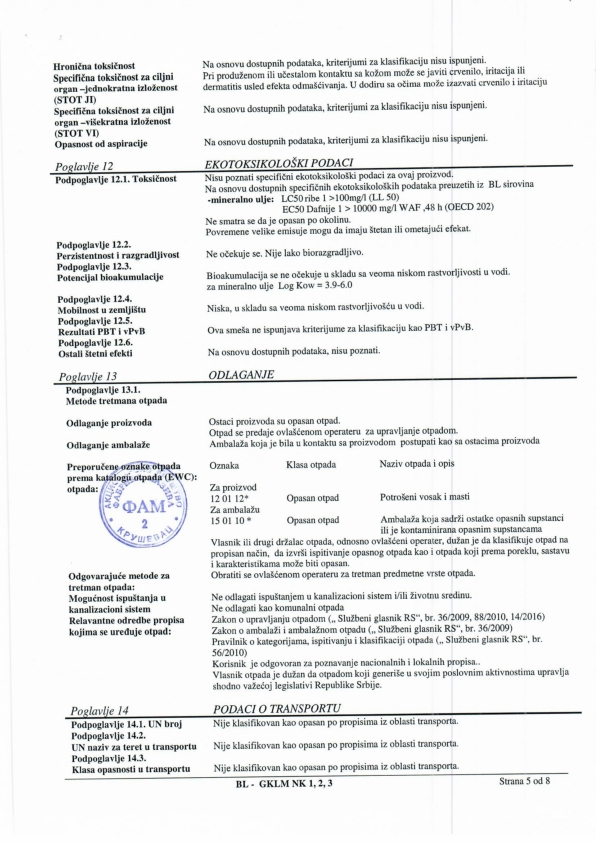 Hronična toksičnost Na osnovu dostupnih podataka, kriterijumi za klasifikaciju nisu ispunjeni.
Specifična toksičnost za ciljni Pri produženom ili učestalom kontaktu sa kožom može se javiti crvenilo, iritacija ili
organ –jednokratna izloženost dermatitis usled efekta odmašćivanja. U dodiru sa očima može izazvati crvenilo i iritaciju
(STOT JI)
Specifična toksičnost za ciljni Na osnovu dostupnih podataka, kriterijumi za klasifikaciju nisu ispunjeni.
organ –višekratna izloženost
(STOT VI)
Opasnost od aspiracije Na osnovu dostupnih podataka, kriterijumi za klasifikaciju nisu ispunjeni.
Poglavlje 12 EKOTOKSIKOLOŠKI PODACI
Podpoglavlje 12.1. Toksičnost Nisu poznati specifični ekotoksikološki podaci za ovaj proizvod.
Na osnovu dostupnih specifičnih ekotoksikoloških podataka preuzetih iz BL sirovina
-mineralno ulje: LC50 ribe 1 >100mg/l (LL 50)
EC50 Dafnije 1 > 10000 mg/l WAF ,48 h (OECD 202)
Ne smatra se da je opasan po okolinu.
Povremene velike emisuje mogu da imaju štetan ili ometajući efekat.
Podpoglavlje 12.2.
Perzistentnost i razgradljivost Ne očekuje se. Nije lako biorazgradljivo.
Podpoglavlje 12.3.
Potencijal bioakumulacije Bioakumulacija se ne očekuje u skladu sa veoma niskom rastvorljivosti u vodi.
za mineralno ulje Log Kow = 3.9-6.0
Podpoglavlje 12.4.
Mobilnost u zemljištu Niska, u skladu sa veoma niskom rastvorljivošću u vodi.
Podpoglavlje 12.5.
Rezultati PBT i vPvB Ova smeša ne ispunjava kriterijume za klasifikaciju kao PBT i vPvB.
Podpoglavlje 12.6.
Ostali štetni efekti Na osnovu dostupnih podataka, nisu poznati.
Poglavlje 13 ODLAGANJE
Podpoglavlje 13.1.
Metode tretmana otpada
Odlaganje proizvoda Ostaci proizvoda su opasan otpad.
Otpad se predaje ovlašćenom operateru za upravljanje otpadom.
Odlaganje ambalaže Ambalaža koja je bila u kontaktu sa proizvodom postupati kao sa ostacima proizvoda
Preporučene oznake otpada Oznaka Klasa otpada Naziv otpada i opis
prema katalogu otpada (EWC):
otpada: Za proizvod
12 01 12* Opasan otpad Potrošeni vosak i masti
Za ambalažu
15 01 10 * Opasan otpad Ambalaža koja sadrži ostatke opasnih supstanci
ili je kontaminirana opasnim supstancama
ФАМ
2
КРУШЕВАЦ
Vlasnik ili drugi držalac otpada, odnosno ovlašćeni operater, dužan je da klasifikuje otpad na
propisan način, da izvrši ispitivanje opasnog otpada kao i otpada koji prema poreklu, sastavu
i karakteristikama može biti opasan.
Odgovarajuće metode za Obratiti se ovlašćenom operateru za tretman predmetne vrste otpada.
tretman otpada:
Mogućnost ispuštanja u Ne odlagati ispuštanjem u kanalizacioni sistem i/ili životnu sredinu.
kanalizacioni sistem Ne odlagati kao komunalni otpada
Relavantne odredbe propisa Zakon o upravljanju otpadom („ Službeni glasnik RS“, br. 36/2009, 88/2010, 14/2016)
kojima se uređuje otpad: Zakon o ambalaži i ambalažnom otpadu („ Službeni glasnik RS“, br. 36/2009)
Pravilnik o kategorijama, ispitivanju i klasifikaciji otpada („ Službeni glasnik RS“, br.
56/2010)
Korisnik je odgovoran za poznavanje nacionalnih i lokalnih propisa..
Vlasnik otpada je dužan da otpadom koji generiše u svojim poslovnim aktivnostima upravlja
shodno važećoj legislativi Republike Srbije.
Poglavlje 14 PODACI O TRANSPORTU
Podpoglavlje 14.1. UN broj Nije klasifikovan kao opasan po propisima iz oblasti transporta.
Podpoglavlje 14.2.
UN naziv za teret u transportu Nije klasifikovan kao opasan po propisima iz oblasti transporta.
Podpoglavlje 14.3.
Klasa opasnosti u transportu Nije klasifikovan kao opasan po propisima iz oblasti transporta.
BL - GKLM NK 1, 2, 3 Strana 5 od 8